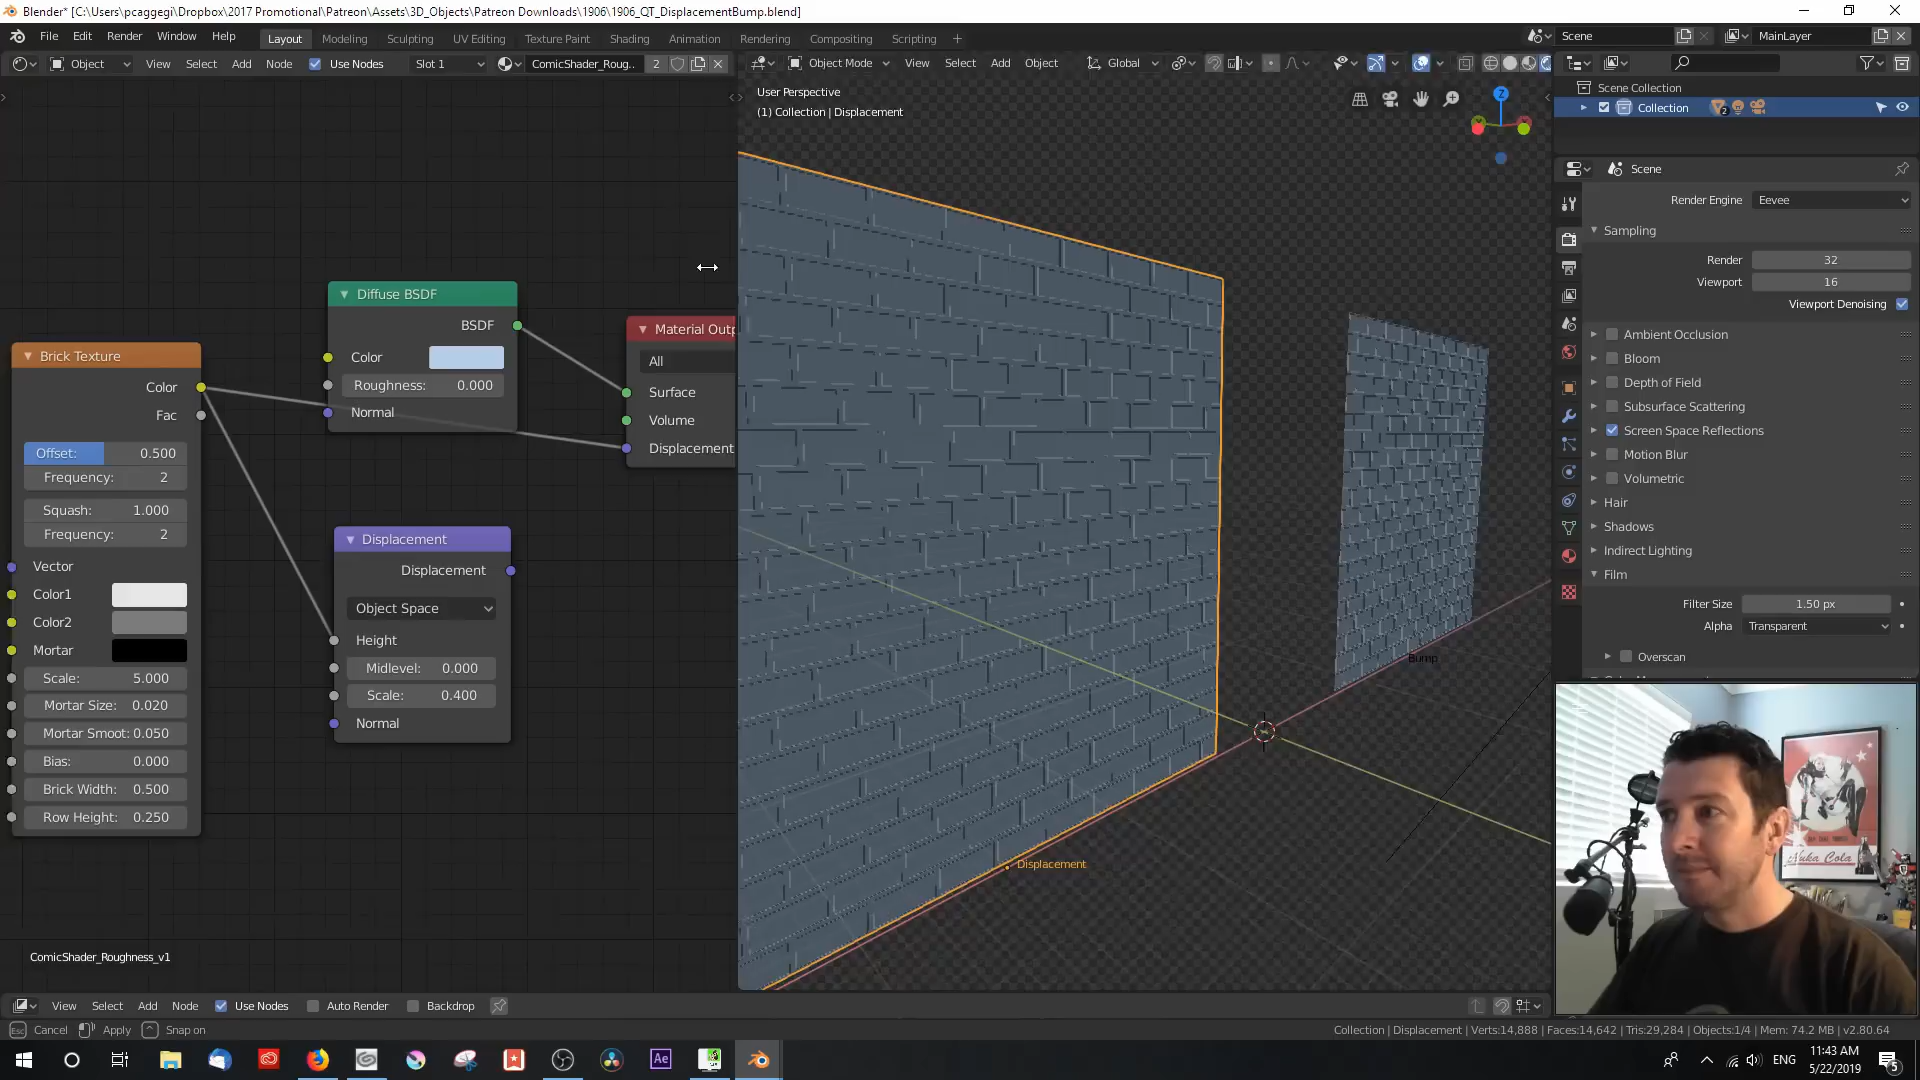 Blender* [C:\Users\pcaggegi\Dropbox\2017 Promotional\Patreon\Assets\3D_Objects\Patreon Downloads\1906\1906_QT_DisplacementBump.blend]
File Edit Render Window Help Layout Modeling Sculpting UV Editing Texture Paint Shading Animation Rendering Compositing Scripting + Scene MainLayer
Object View Select Add Node Use Nodes Slot 1 ComicShader_Roug.. 2 Object Mode View Select Add Object Global
User Perspective
(1) Collection | Displacement
Scene Collection
Collection
Scene
Render Engine Eevee
Sampling
Render 32
Viewport 16
Viewport Denoising
Ambient Occlusion
Bloom
Depth of Field
Subsurface Scattering
Screen Space Reflections
Motion Blur
Volumetric
Hair
Shadows
Indirect Lighting
Film
Filter Size 1.50 px
Alpha Transparent
Overscan
Diffuse BSDF
BSDF
Color
Roughness: 0.000
Normal
Material Outp
All
Surface
Volume
Displacement
Brick Texture
Color
Fac
Offset: 0.500
Frequency: 2
Squash: 1.000
Frequency: 2
Vector
Color1
Color2
Mortar
Scale: 5.000
Mortar Size: 0.020
Mortar Smoot: 0.050
Bias: 0.000
Brick Width: 0.500
Row Height: 0.250
Displacement
Displacement
Object Space
Height
Midlevel: 0.000
Scale: 0.400
Normal
Z
Bump
Displacement
Nuka Cola
ComicShader_Roughness_v1
View Select Add Node Use Nodes Auto Render Backdrop
Esc Cancel Apply Snap on Collection | Displacement | Verts:14,888 | Faces:14,642 | Tris:29,284 | Objects:1/4 | Mem: 74.2 MB | v2.80.64
Ae ENG 11:43 AM
5/22/2019 5